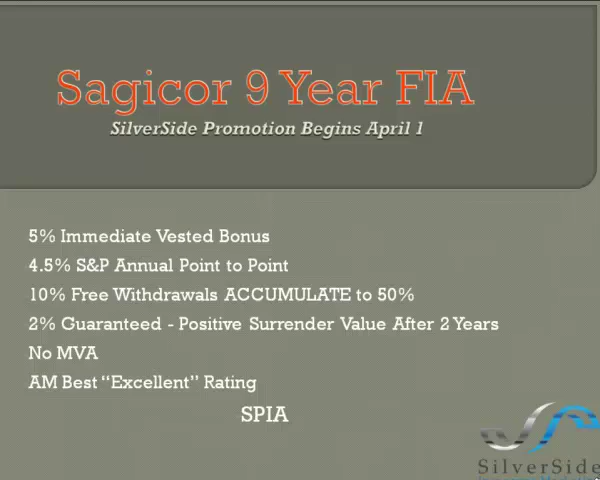 Sagicor 9 Year FIA
SilverSide Promotion Begins April 1
5% Immediate Vested Bonus
4.5% S&P Annual Point to Point
10% Free Withdrawals ACCUMULATE to 50%
2% Guaranteed - Positive Surrender Value After 2 Years
No MVA
AM Best “Excellent” Rating
SPIA
SilverSide